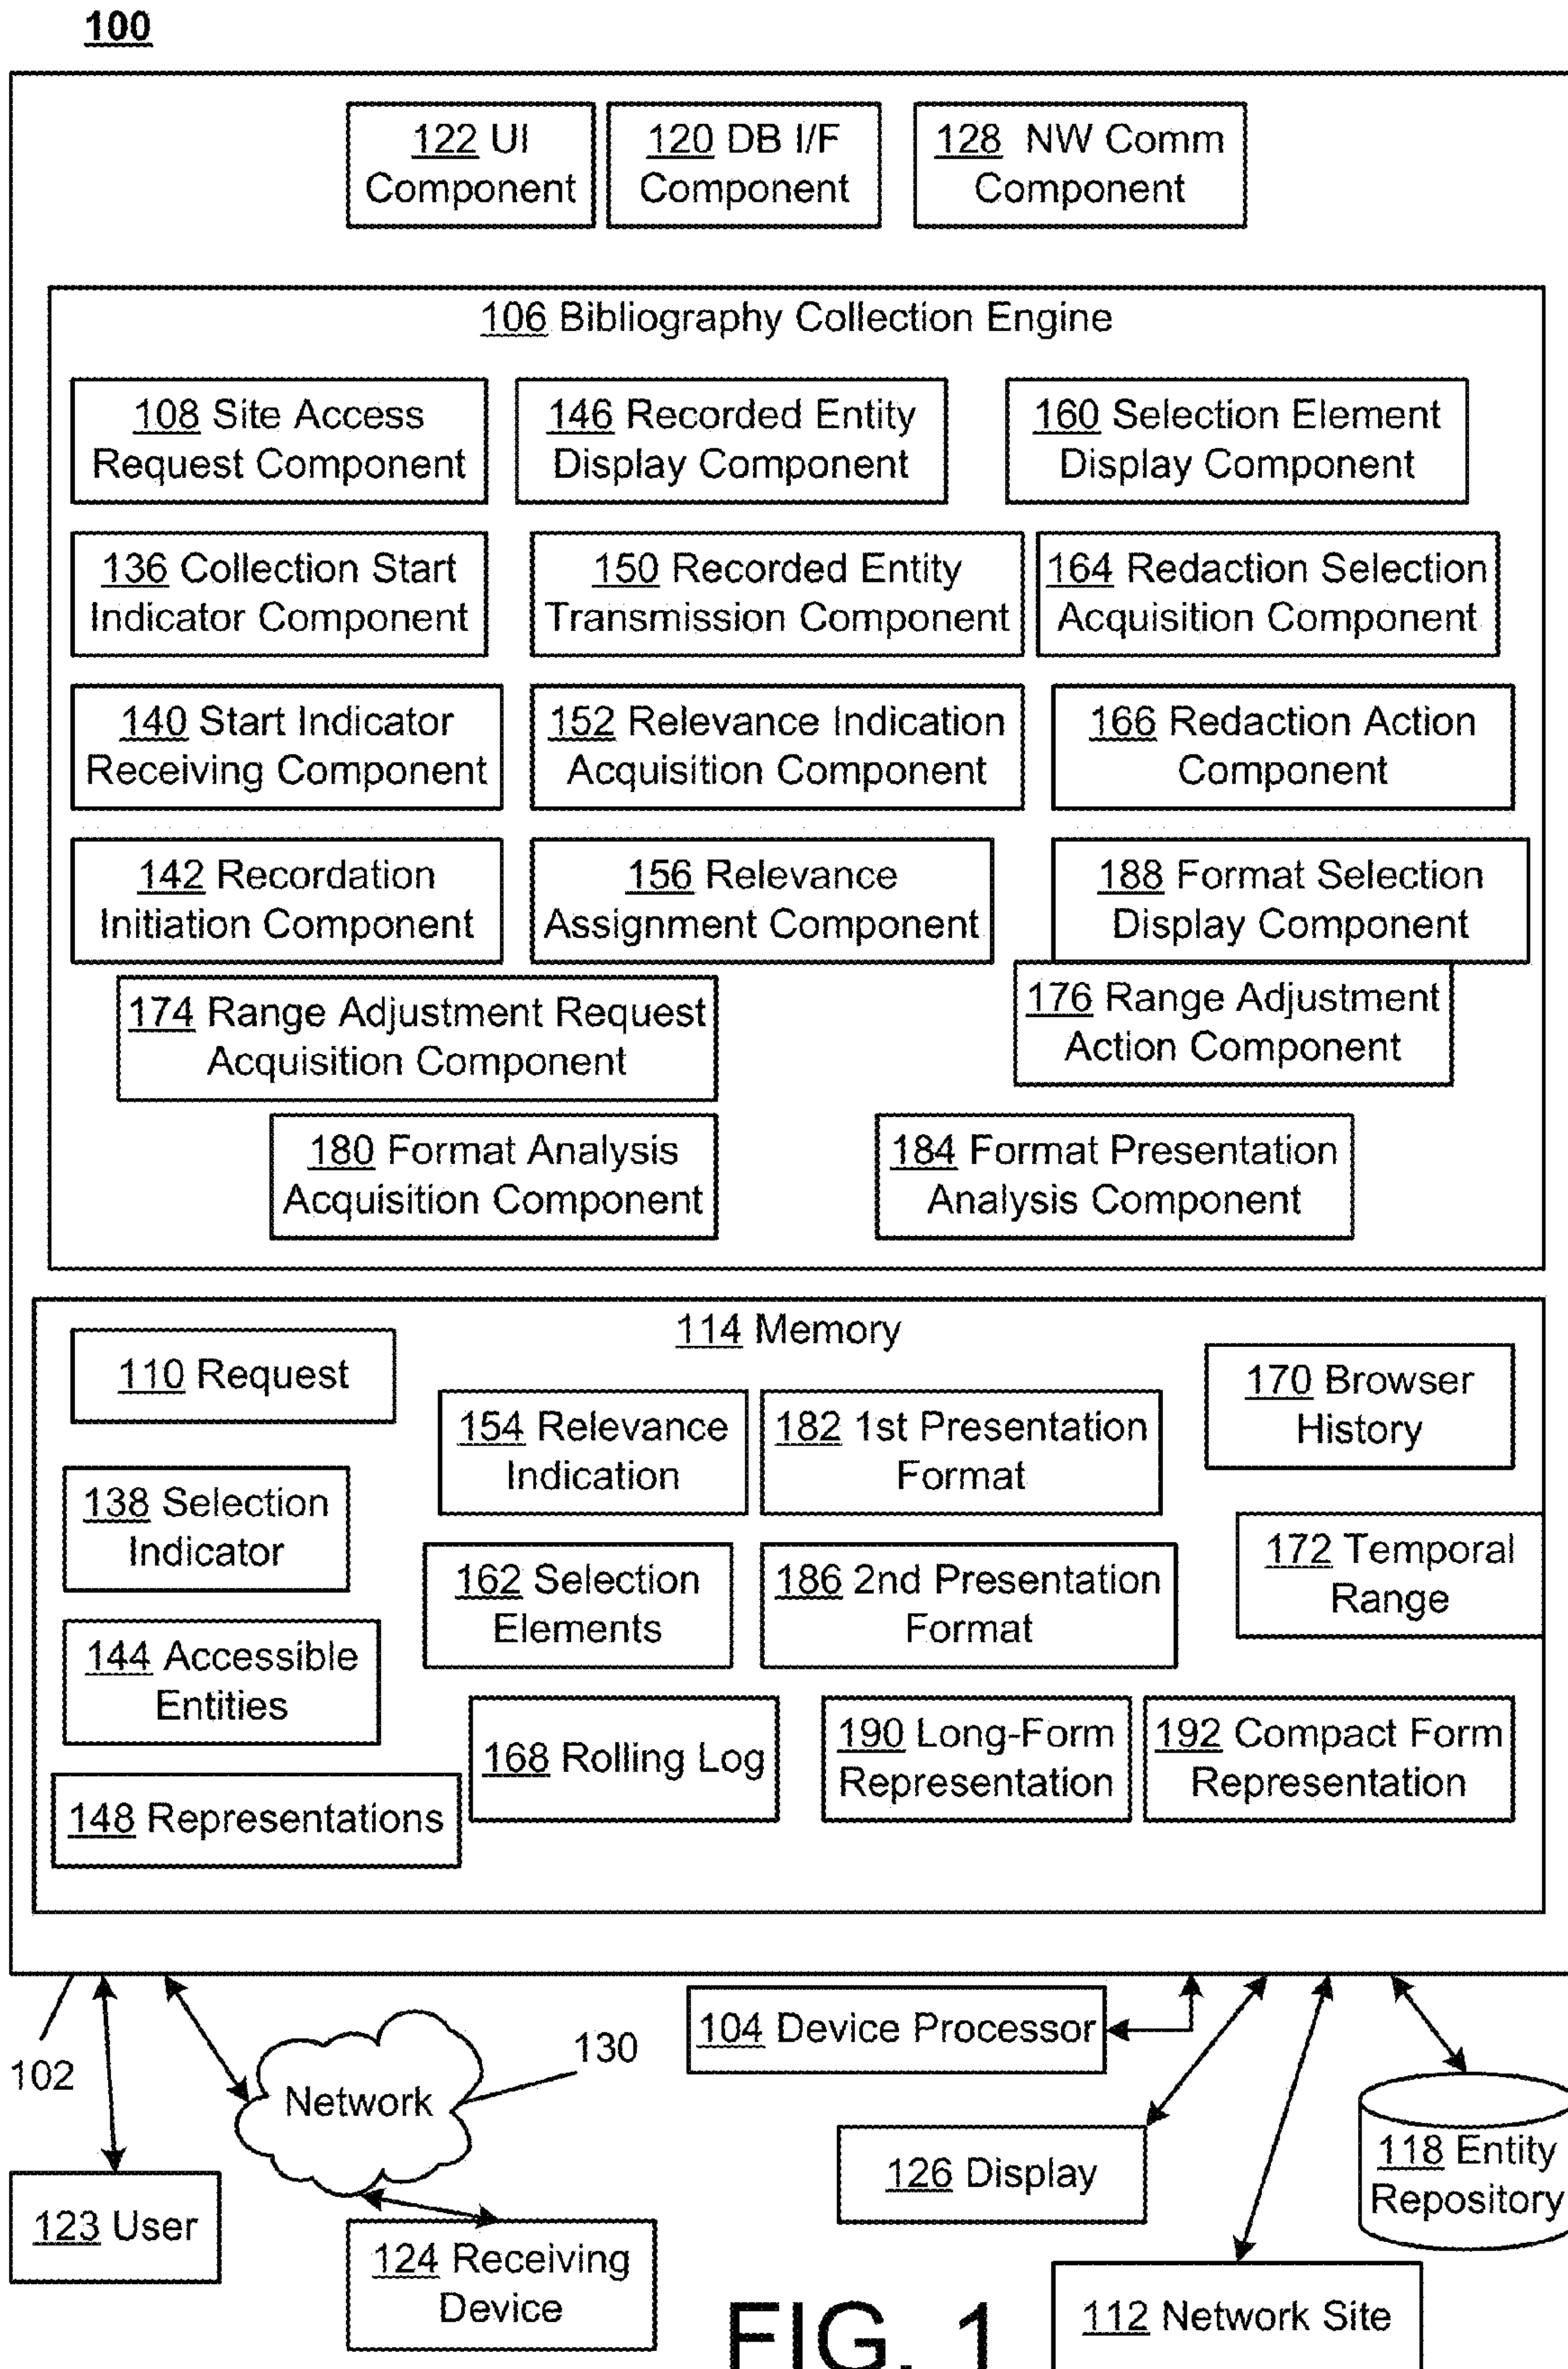 100
122 UI
Component
120 DB I/F
Component
128 NW Comm
Component
106 Bibliography Collection Engine
108 Site Access
Request Component
146 Recorded Entity
Display Component
160 Selection Element
Display Component
136 Collection Start
Indicator Component
150 Recorded Entity
Transmission Component
164 Redaction Selection
Acquisition Component
140 Start Indicator
Receiving Component
152 Relevance Indication
Acquisition Component
166 Redaction Action
Component
142 Recordation
Initiation Component
156 Relevance
Assignment Component
188 Format Selection
Display Component
174 Range Adjustment Request
Acquisition Component
176 Range Adjustment
Action Component
180 Format Analysis
Acquisition Component
184 Format Presentation
Analysis Component
114 Memory
110 Request
154 Relevance
Indication
182 1st Presentation
Format
170 Browser
History
138 Selection
Indicator
162 Selection
Elements
186 2nd Presentation
Format
172 Temporal
Range
144 Accessible
Entities
168 Rolling Log
190 Long-Form
Representation
192 Compact Form
Representation
148 Representations
102
Network
130
104 Device Processor
126 Display
118 Entity
Repository
123 User
124 Receiving
Device
112 Network Site
FIG. 1